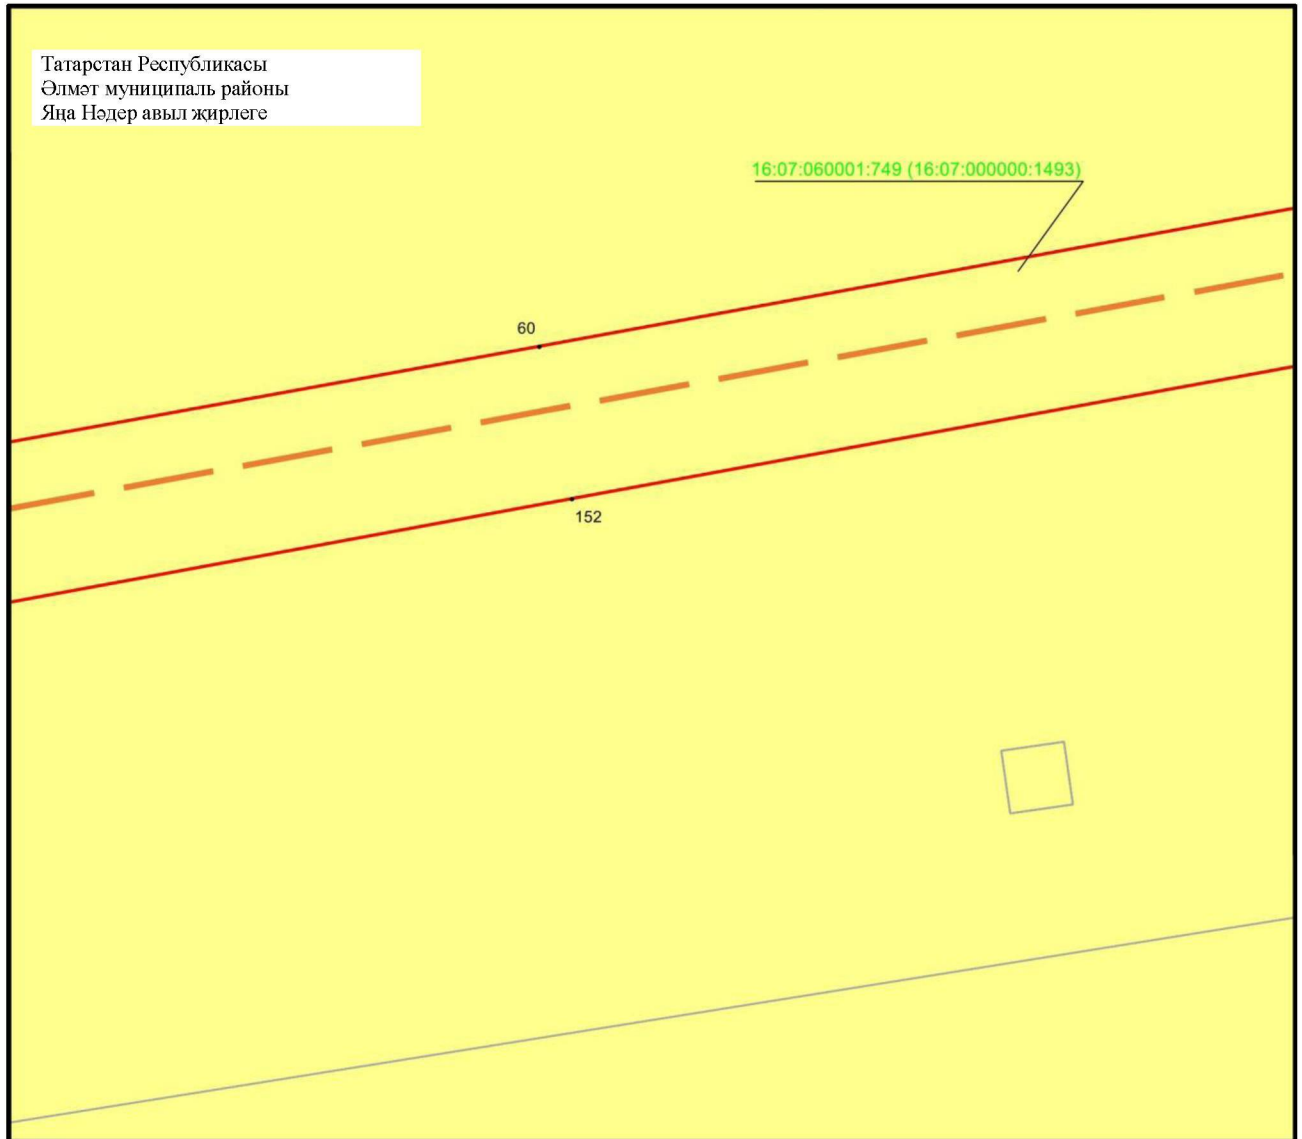 Татарстан Республикасы
Әлмәт муниципаль районы
Яңа Нәдер авыл җирлеге
16:07:060001:749 (16:07:000000:1493)
60
152